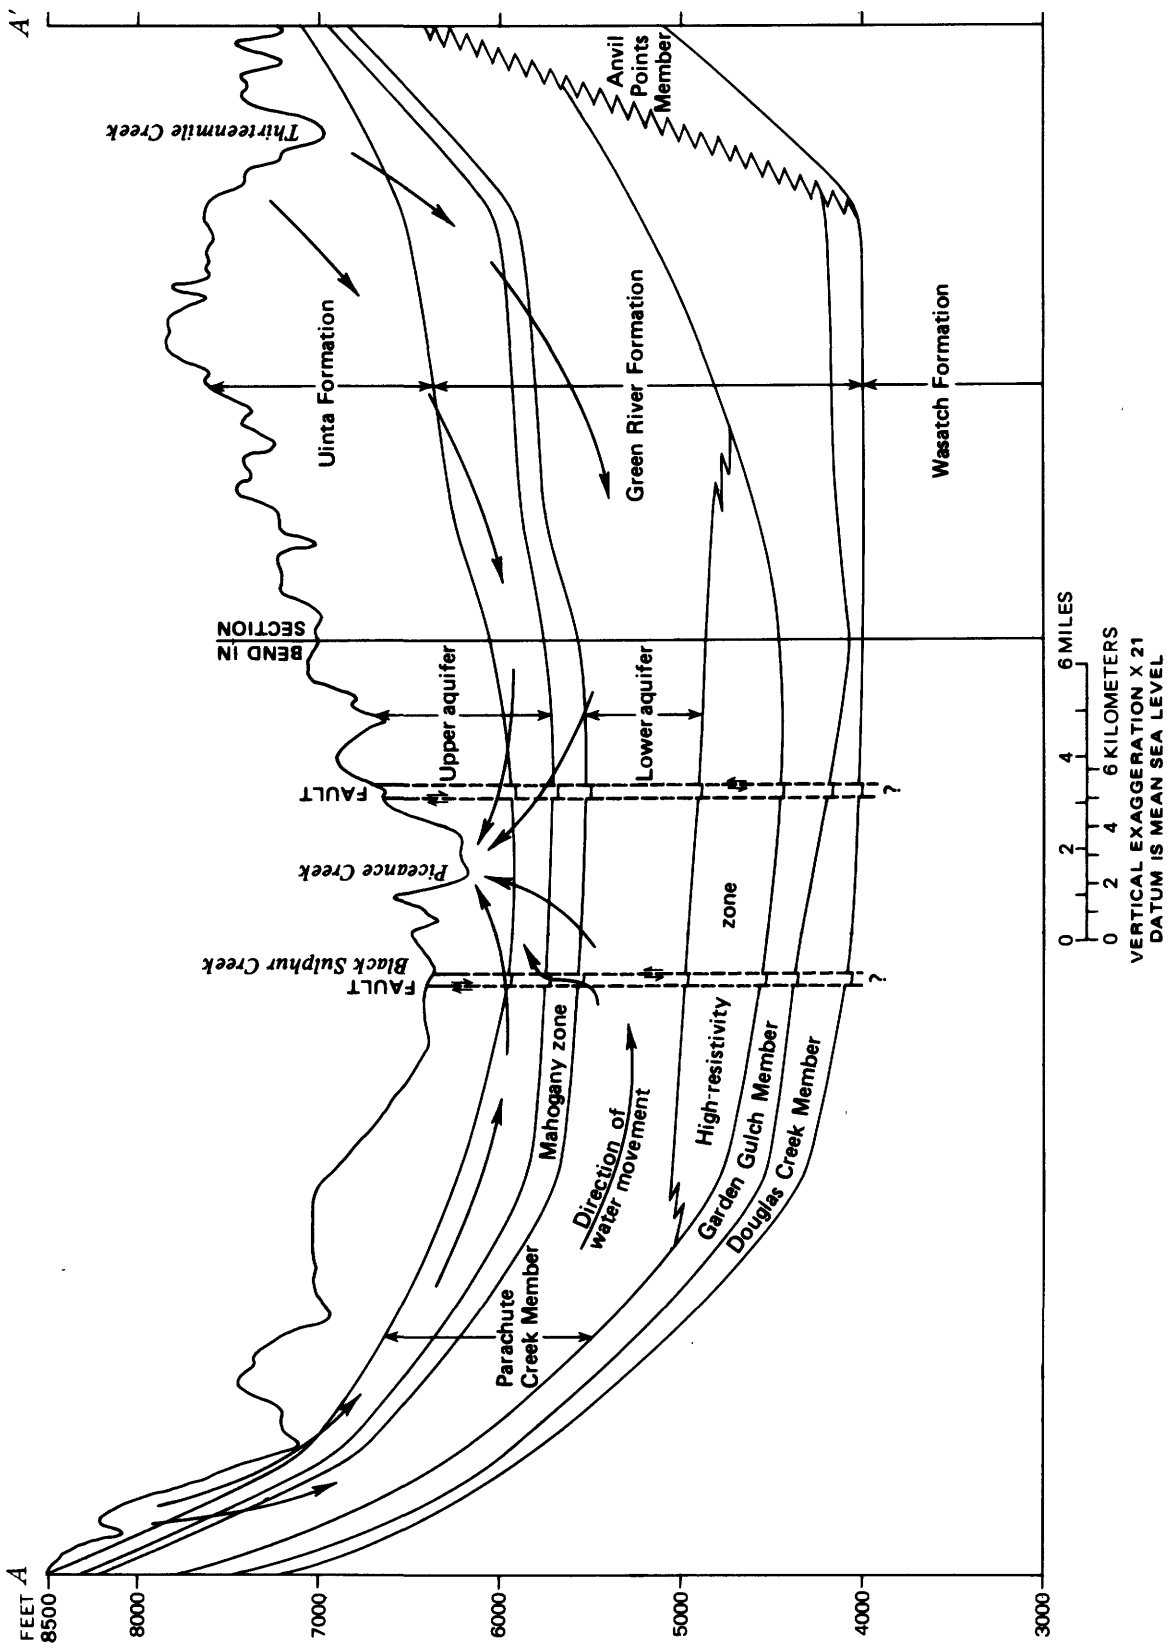 A
A'
FEET
8500
8000
7000
6000
5000
4000
3000
Thirteenmile Creek
BEND IN
SECTION
FAULT
Piceance Creek
Black Sulphur Creek
FAULT
Uinta Formation
Green River Formation
Wasatch Formation
Anvil
Points
Member
Upper aquifer
Lower aquifer
Mahogany zone
Parachute
Creek Member
Direction of
water movement
High-resistivity
zone
Garden Gulch Member
Douglas Creek Member
?
?
0 2 4 6 MILES
0 2 4 6 KILOMETERS
VERTICAL EXAGGERATION X 21
DATUM IS MEAN SEA LEVEL